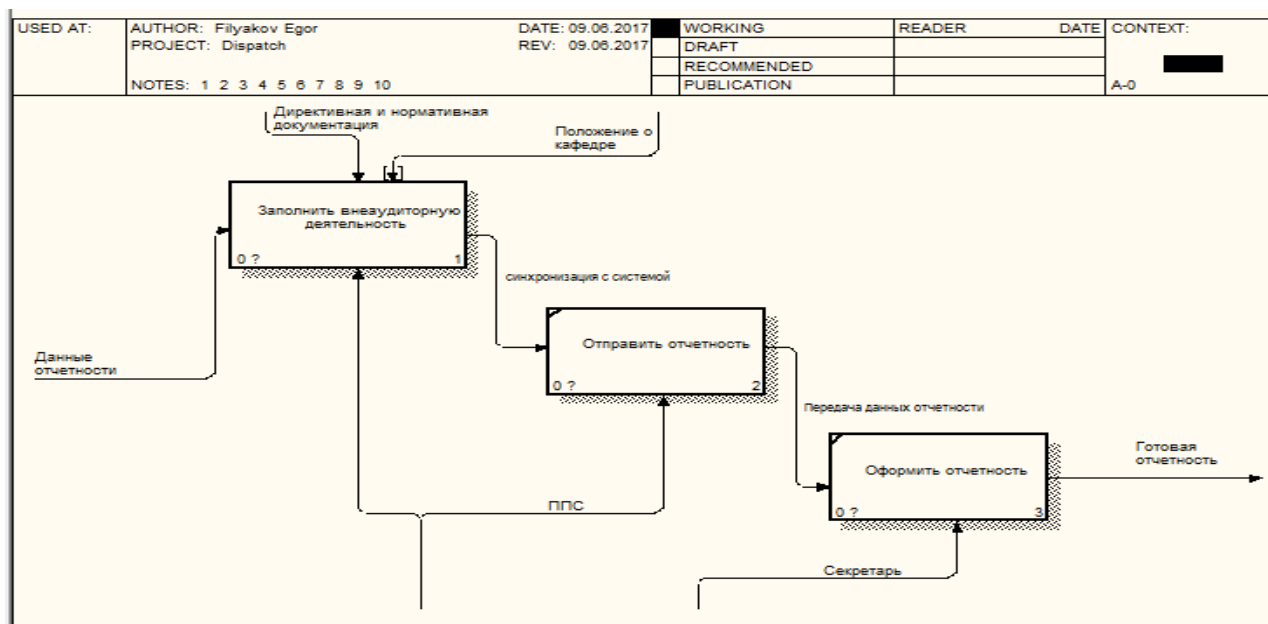 USED AT:
AUTHOR: Filyakov Egor
DATE: 09.06.2017
PROJECT: Dispatch
REV: 09.06.2017
NOTES: 1 2 3 4 5 6 7 8 9 10
WORKING
DRAFT
RECOMMENDED
PUBLICATION
READER
DATE
CONTEXT:
A-0
Директивная и нормативная
документация
Положение о
кафедре
Заполнить внеаудиторную
деятельность
0 ?
1
синхронизация с системой
Данные
отчетности
Отправить отчетность
0 ?
2
Передача данных отчетности
Оформить отчетность
0 ?
3
Готовая
отчетность
ППС
Секретарь